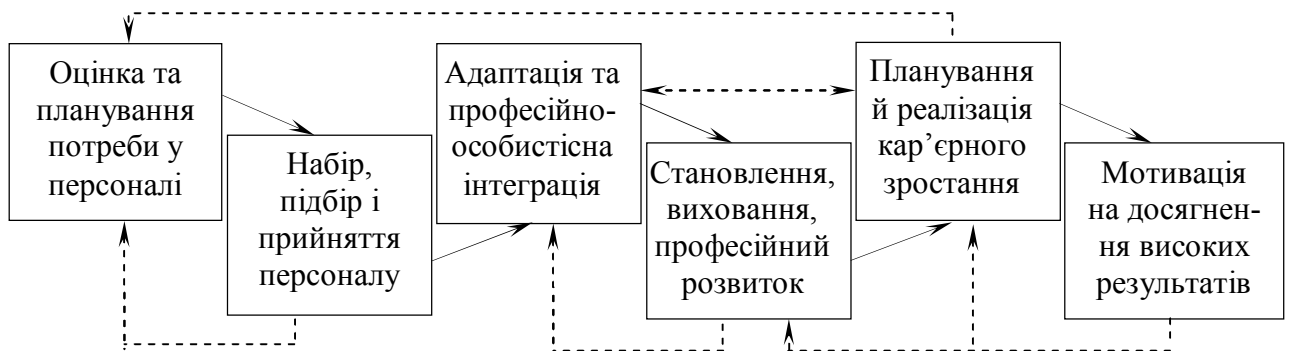 Оцінка та
планування
потреби у
персоналі
Набір,
підбір і
прийняття
персоналу
Адаптація та
професійно-
особистісна
інтеграція
Становлення,
виховання,
професійний
розвиток
Планування
й реалізація
кар’єрного
зростання
Мотивація
на досягнен-
ня високих
результатів